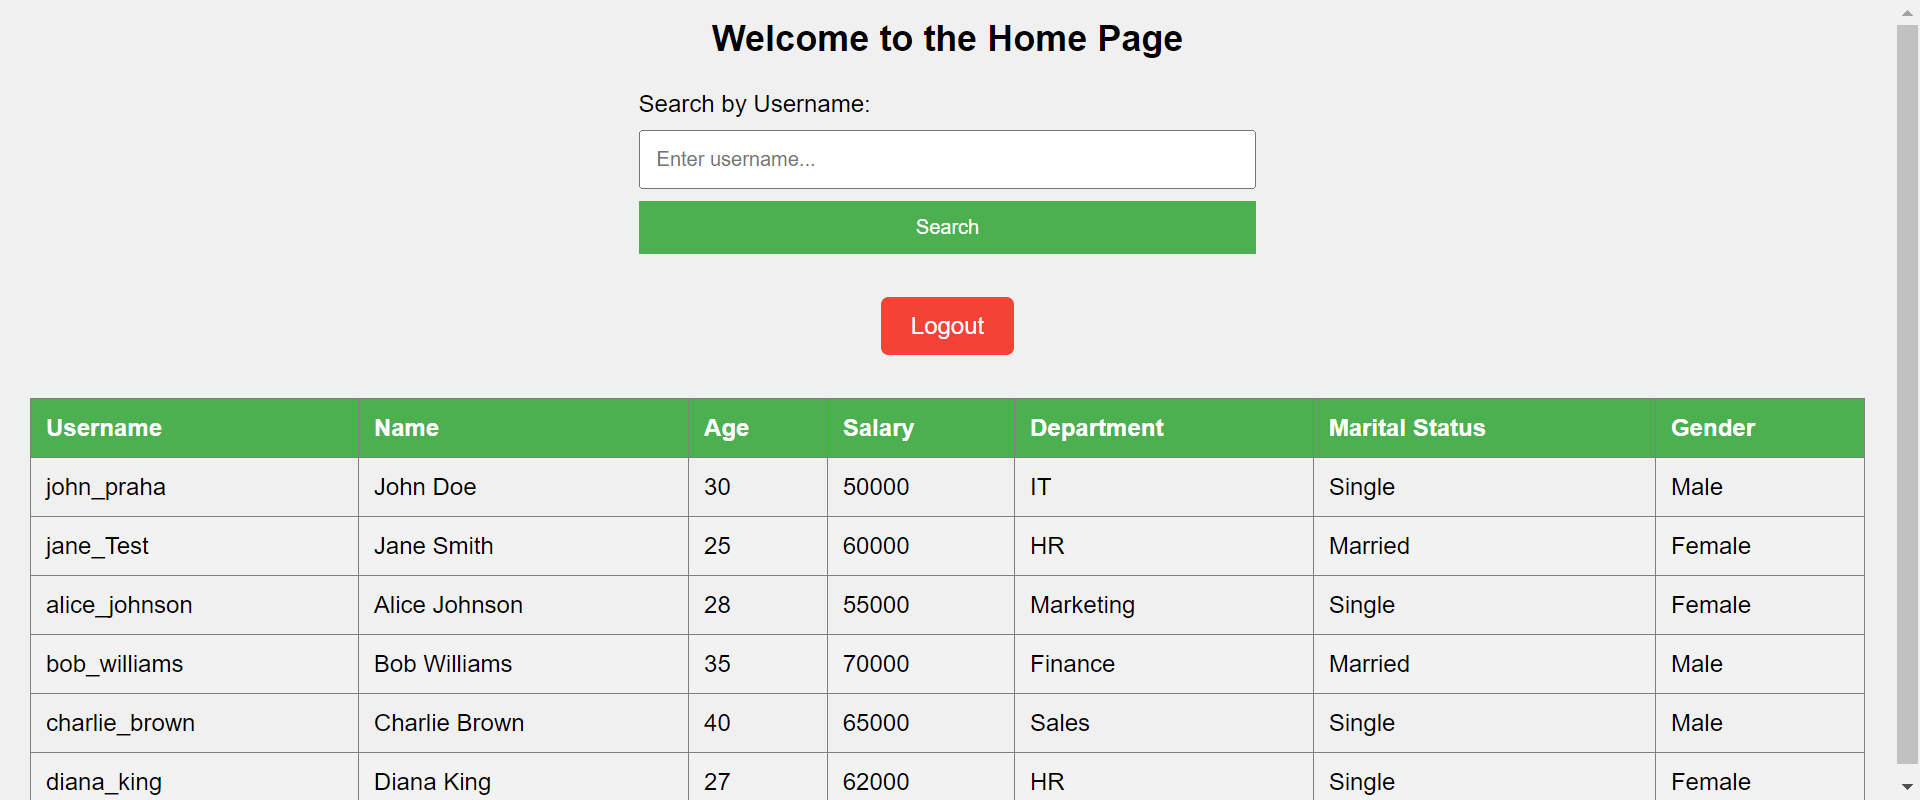 Welcome to the Home Page
Search by Username:
Enter username...
Search
Logout
Username Name Age Salary Department Marital Status Gender
john_praha John Doe 30 50000 IT Single Male
jane_Test Jane Smith 25 60000 HR Married Female
alice_johnson Alice Johnson 28 55000 Marketing Single Female
bob_williams Bob Williams 35 70000 Finance Married Male
charlie_brown Charlie Brown 40 65000 Sales Single Male
diana_king Diana King 27 62000 HR Single Female